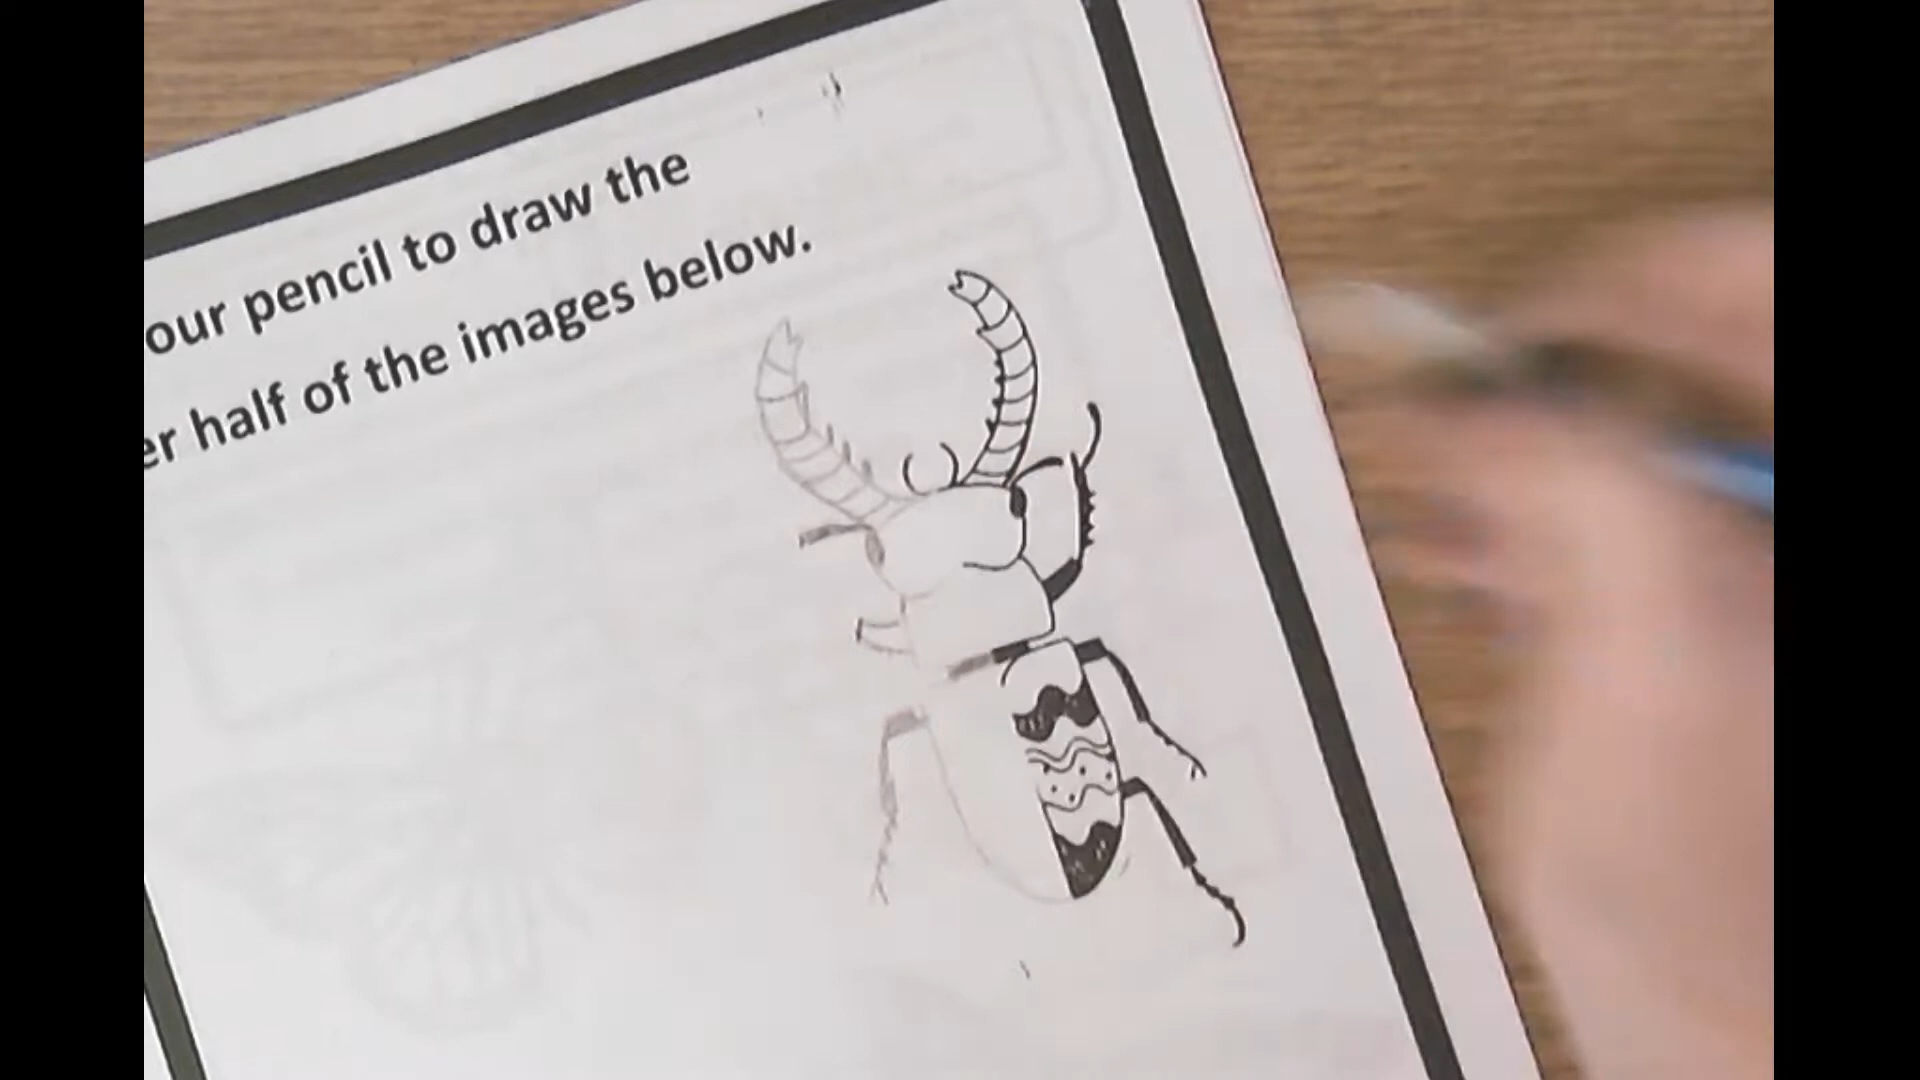 our pencil to draw the
er half of the images below.